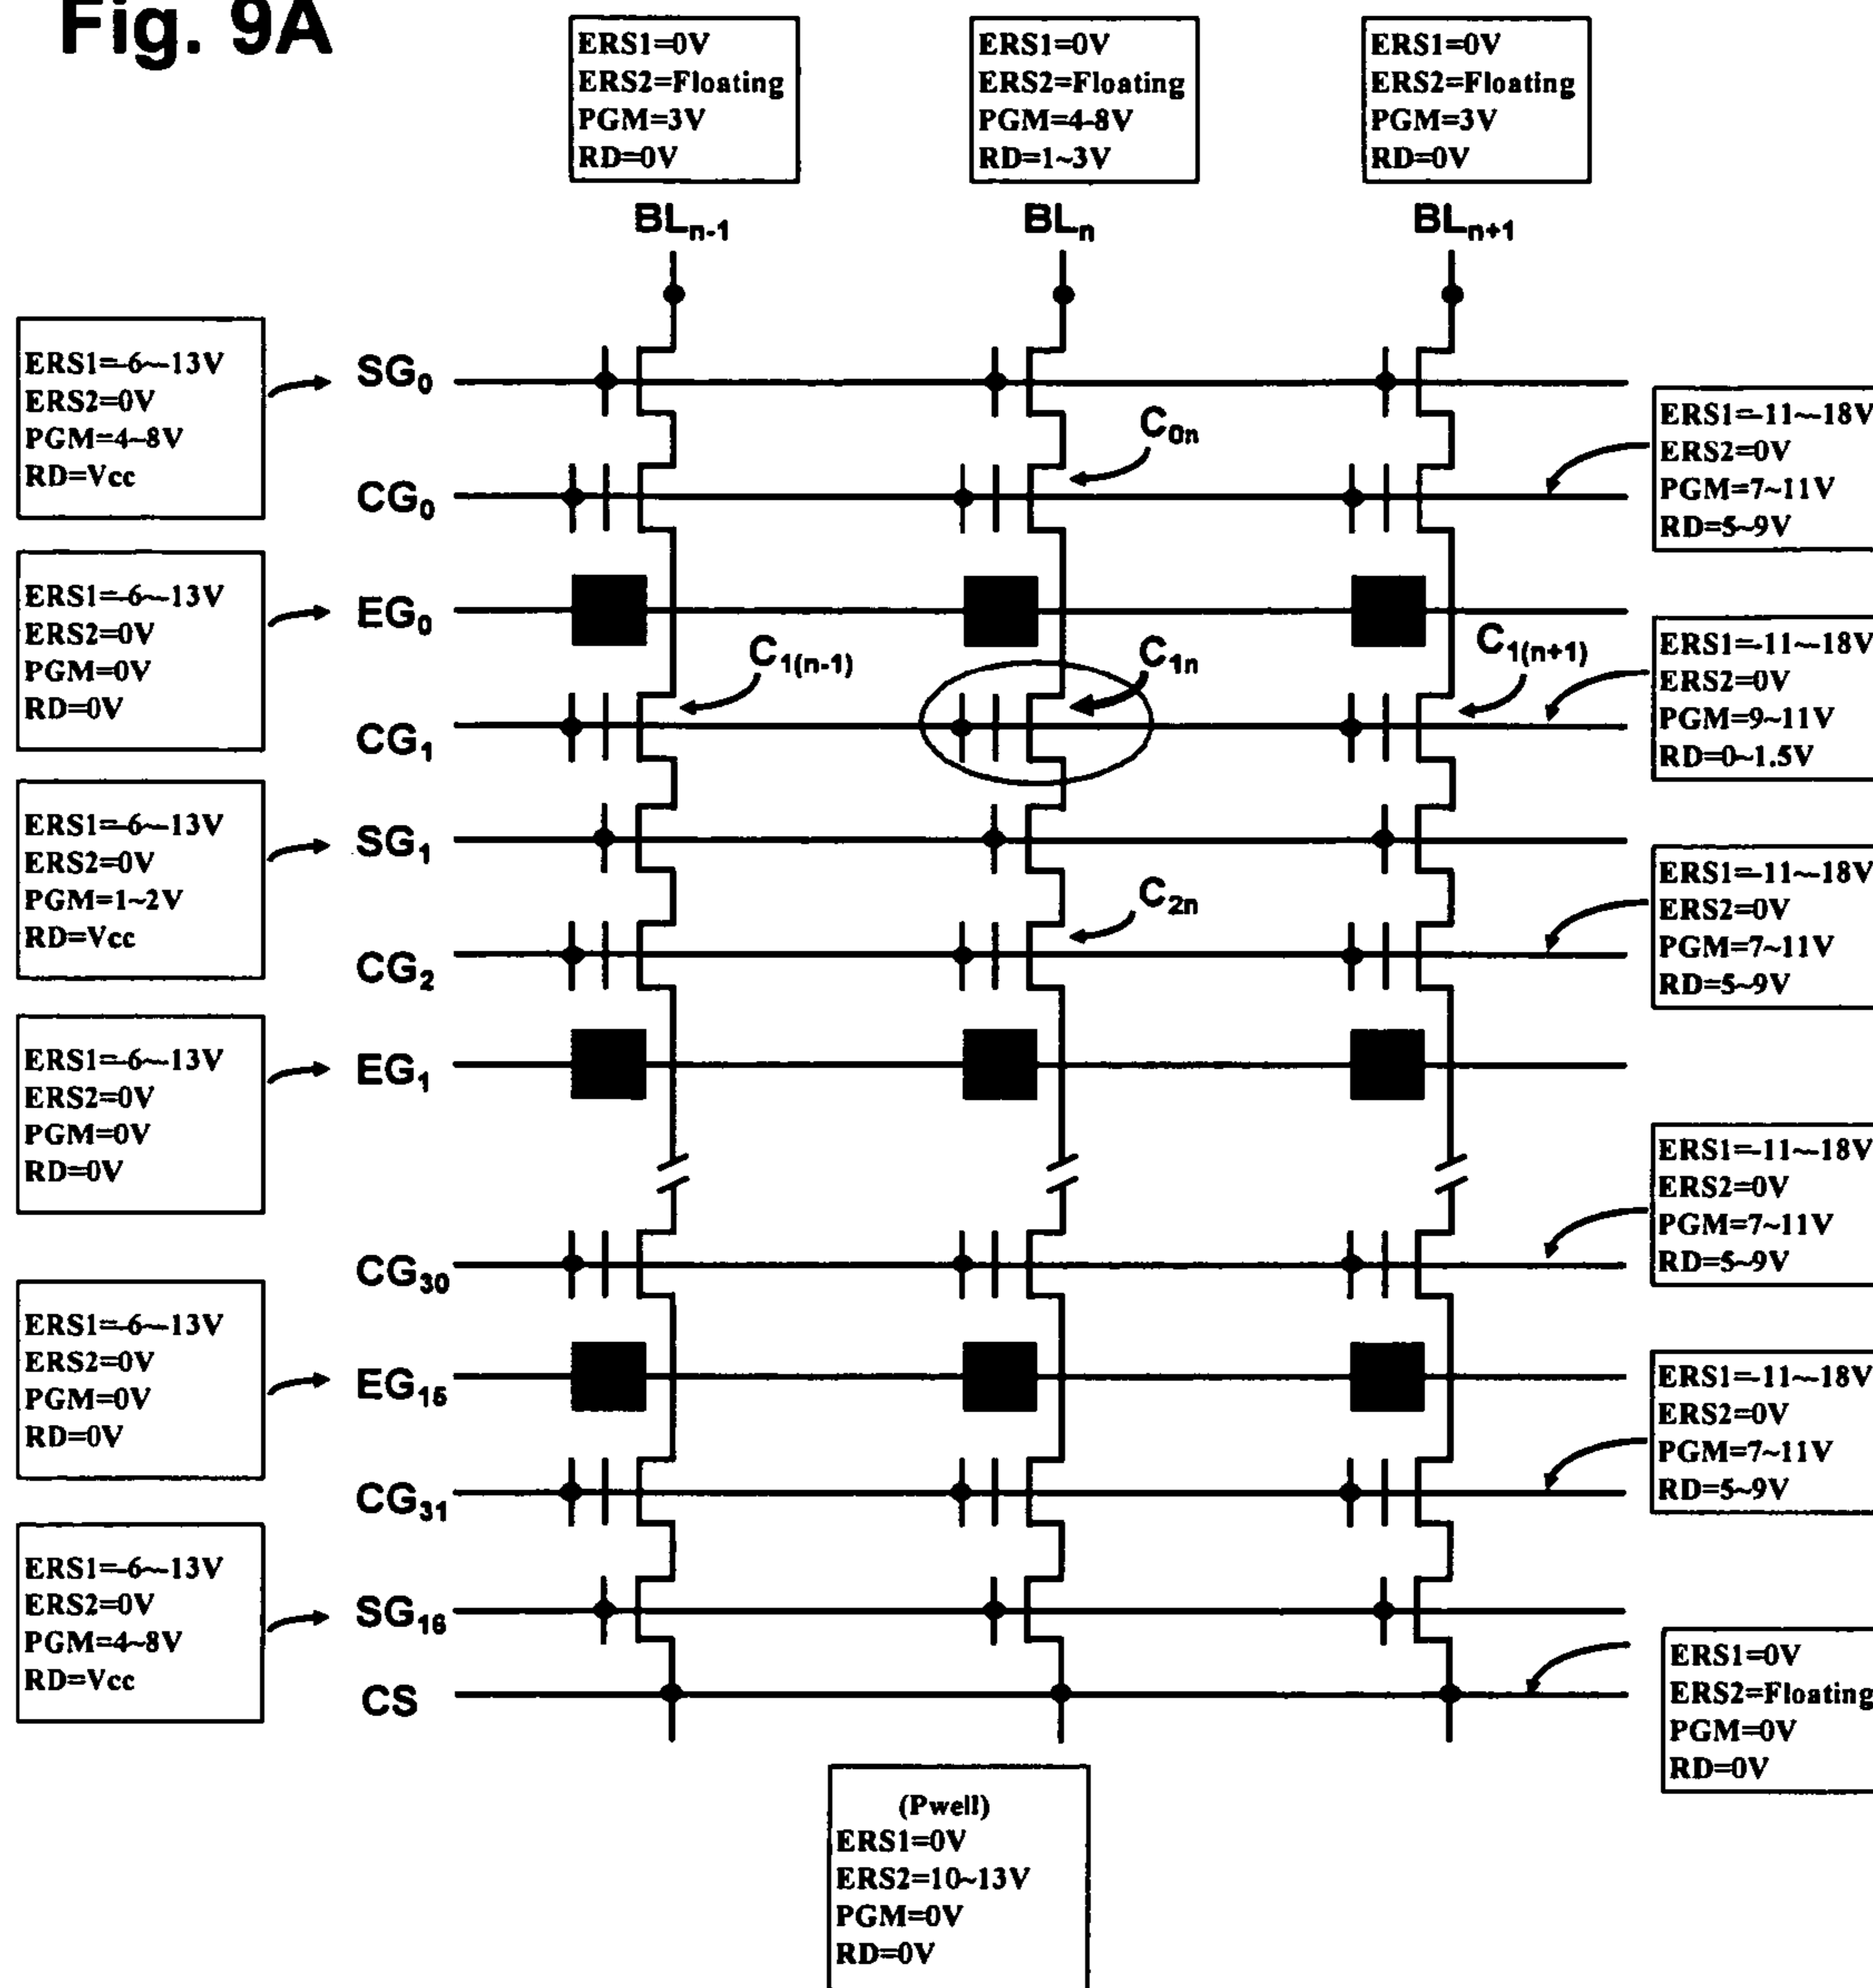 Fig. 9A
ERS1=0V
ERS2=Floating
PGM=3V
RD=0V
ERS1=0V
ERS2=Floating
PGM=4-8V
RD=1~3V
ERS1=0V
ERS2=Floating
PGM=3V
RD=0V
BLn-1
BLn
BLn+1
ERS1=-6~-13V
ERS2=0V
PGM=4~8V
RD=Vcc
SG0
C0n
CG0
ERS1=-11~-18V
ERS2=0V
PGM=7~11V
RD=5~9V
ERS1=-6~-13V
ERS2=0V
PGM=0V
RD=0V
EG0
C1(n-1)
C1n
C1(n+1)
CG1
ERS1=-11~-18V
ERS2=0V
PGM=9~11V
RD=0~1.5V
ERS1=-6~-13V
ERS2=0V
PGM=1~2V
RD=Vcc
SG1
C2n
CG2
ERS1=-11~-18V
ERS2=0V
PGM=7~11V
RD=5~9V
ERS1=-6~-13V
ERS2=0V
PGM=0V
RD=0V
EG1
CG30
ERS1=-11~-18V
ERS2=0V
PGM=7~11V
RD=5~9V
ERS1=-6~-13V
ERS2=0V
PGM=0V
RD=0V
EG15
CG31
ERS1=-11~-18V
ERS2=0V
PGM=7~11V
RD=5~9V
ERS1=-6~-13V
ERS2=0V
PGM=4~8V
RD=Vcc
SG16
CS
ERS1=0V
ERS2=Floating
PGM=0V
RD=0V
(Pwell)
ERS1=0V
ERS2=10~13V
PGM=0V
RD=0V